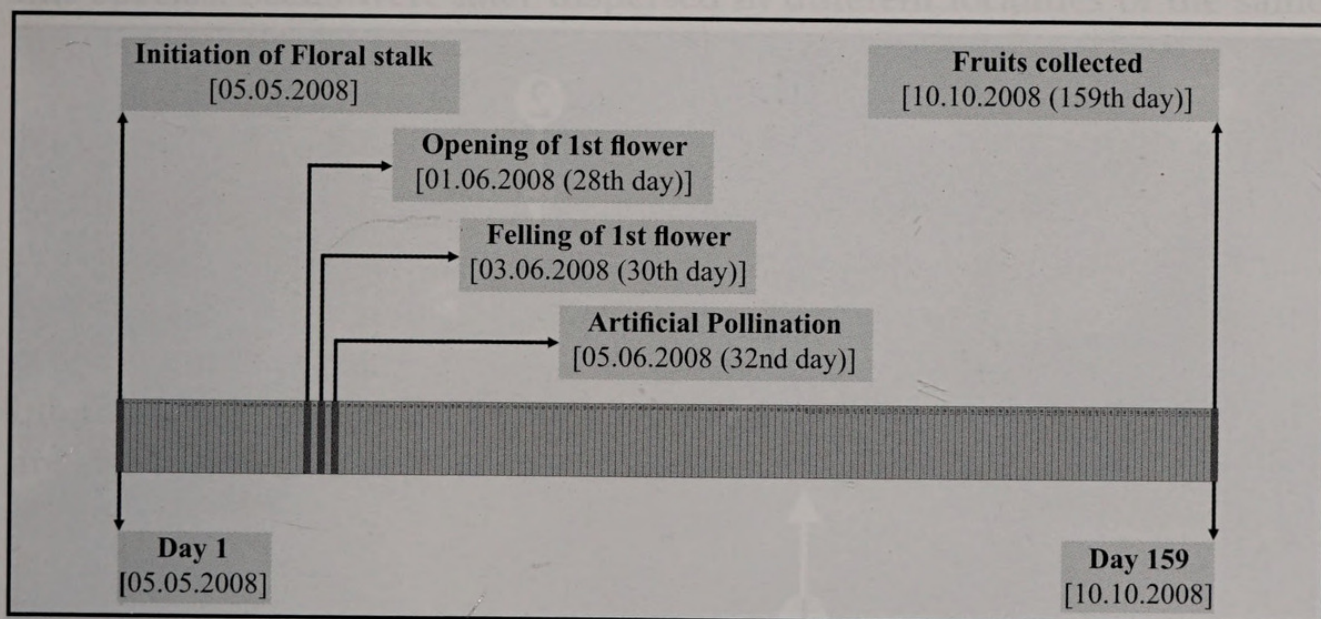 Initiation of Floral stalk
[05.05.2008]
Fruits collected
[10.10.2008 (159th day)]
Opening of 1st flower
[01.06.2008 (28th day)]
Felling of 1st flower
[03.06.2008 (30th day)]
Artificial Pollination
[05.06.2008 (32nd day)]
Day 1
[05.05.2008]
Day 159
[10.10.2008]